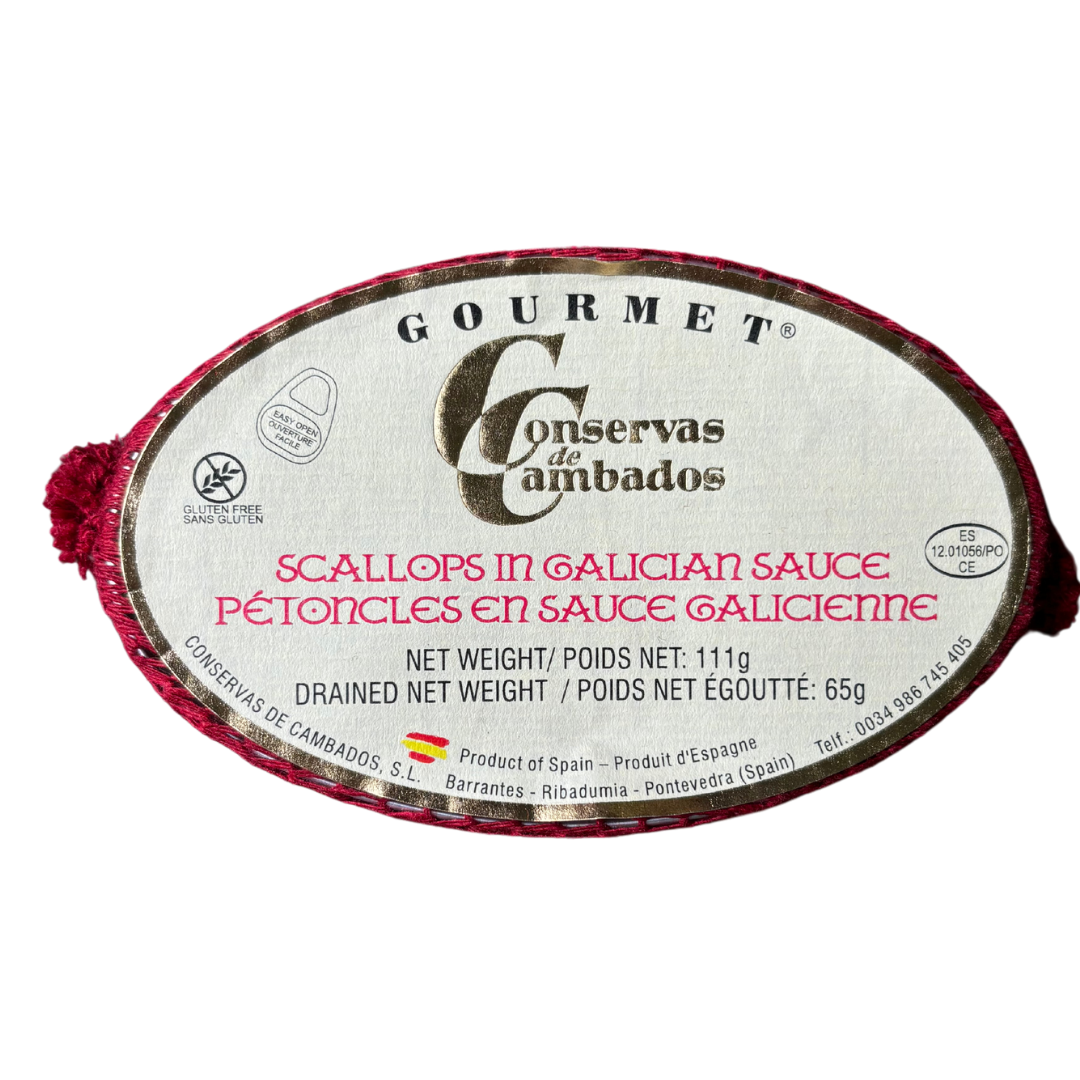 GOURMET®
Conservas
de
Cambados
EASY OPEN
OUVERTURE
FACILE
GLUTEN FREE
SANS GLUTEN
ES
12.01056/PO
CE
SCALLOPS IN GALICIAN SAUCE
PÉTONCLES EN SAUCE GALICIENNE
NET WEIGHT/ POIDS NET: 111g
DRAINED NET WEIGHT / POIDS NET ÉGOUTTÉ: 65g
Product of Spain – Produit d'Espagne
CONSERVAS DE CAMBADOS, S.L. Barrantes - Ribadumia - Pontevedra (Spain) Telf.: 0034 986 745 405